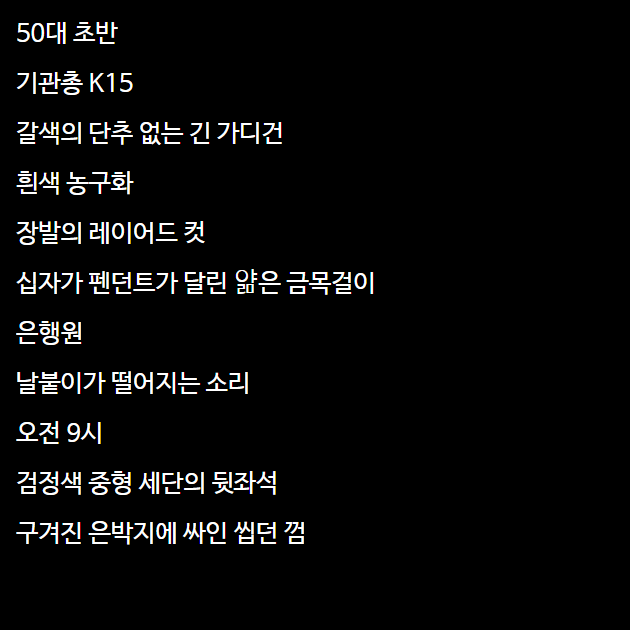 50대 초반
기관총 K15
갈색의 단추 없는 긴 가디건
흰색 농구화
장발의 레이어드 컷
십자가 펜던트가 달린 얇은 금목걸이
은행원
날붙이가 떨어지는 소리
오전 9시
검정색 중형 세단의 뒷좌석
구겨진 은박지에 싸인 씹던 껌